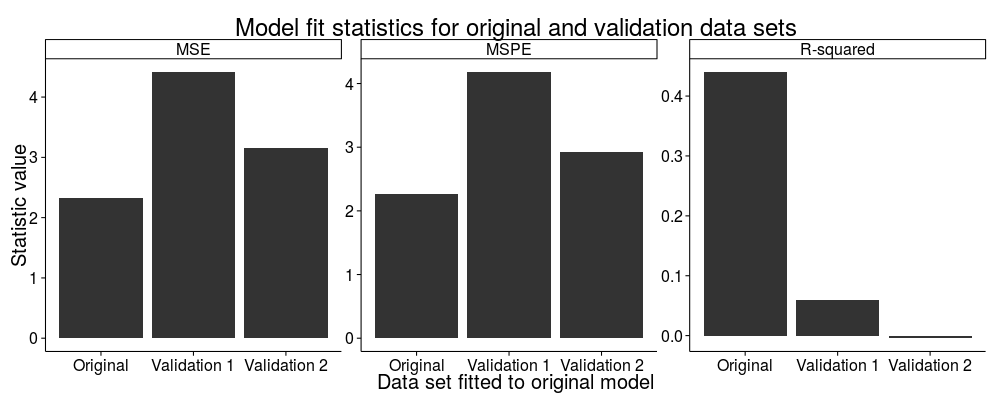 Model fit statistics for original and validation data sets
MSE
MSPE
R-squared
Statistic value
4
3
2
1
0
4
3
2
1
0
0.4
0.3
0.2
0.1
0.0
Original Validation 1 Validation 2
Original Validation 1 Validation 2
Original Validation 1 Validation 2
Data set fitted to original model